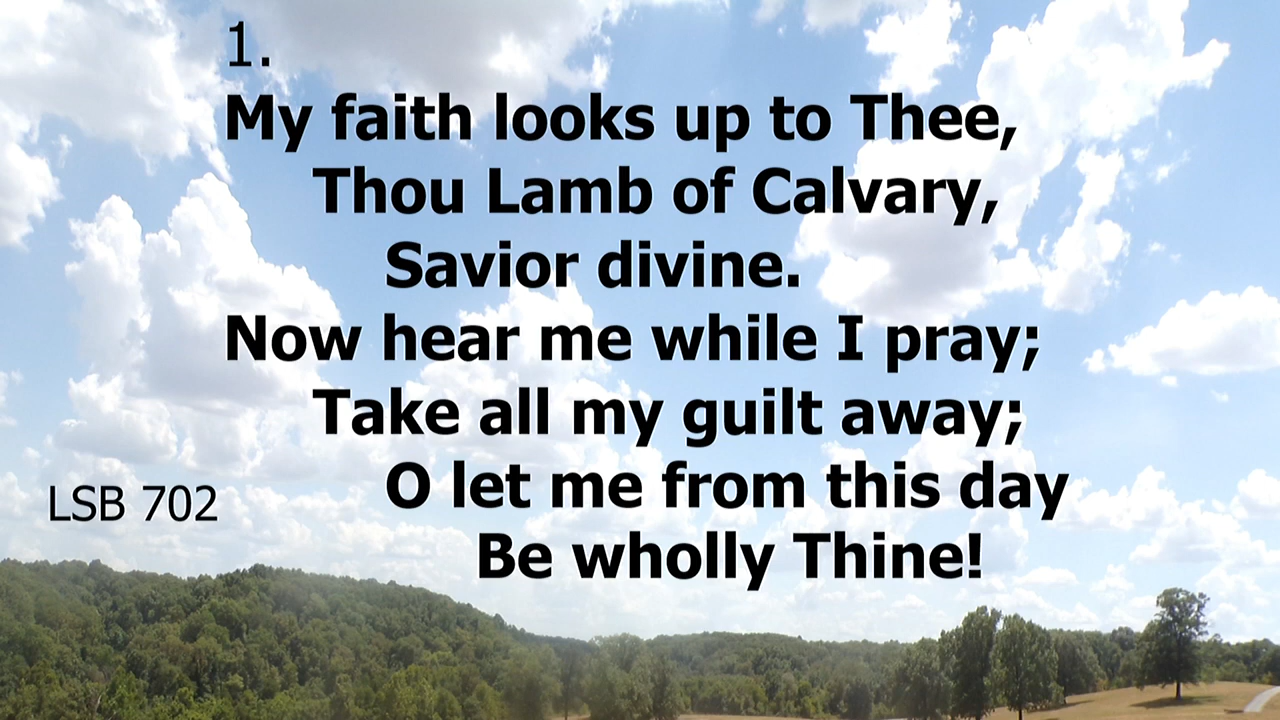 1.
My faith looks up to Thee,
Thou Lamb of Calvary,
Savior divine.
Now hear me while I pray;
Take all my guilt away;
O let me from this day
Be wholly Thine!
LSB 702